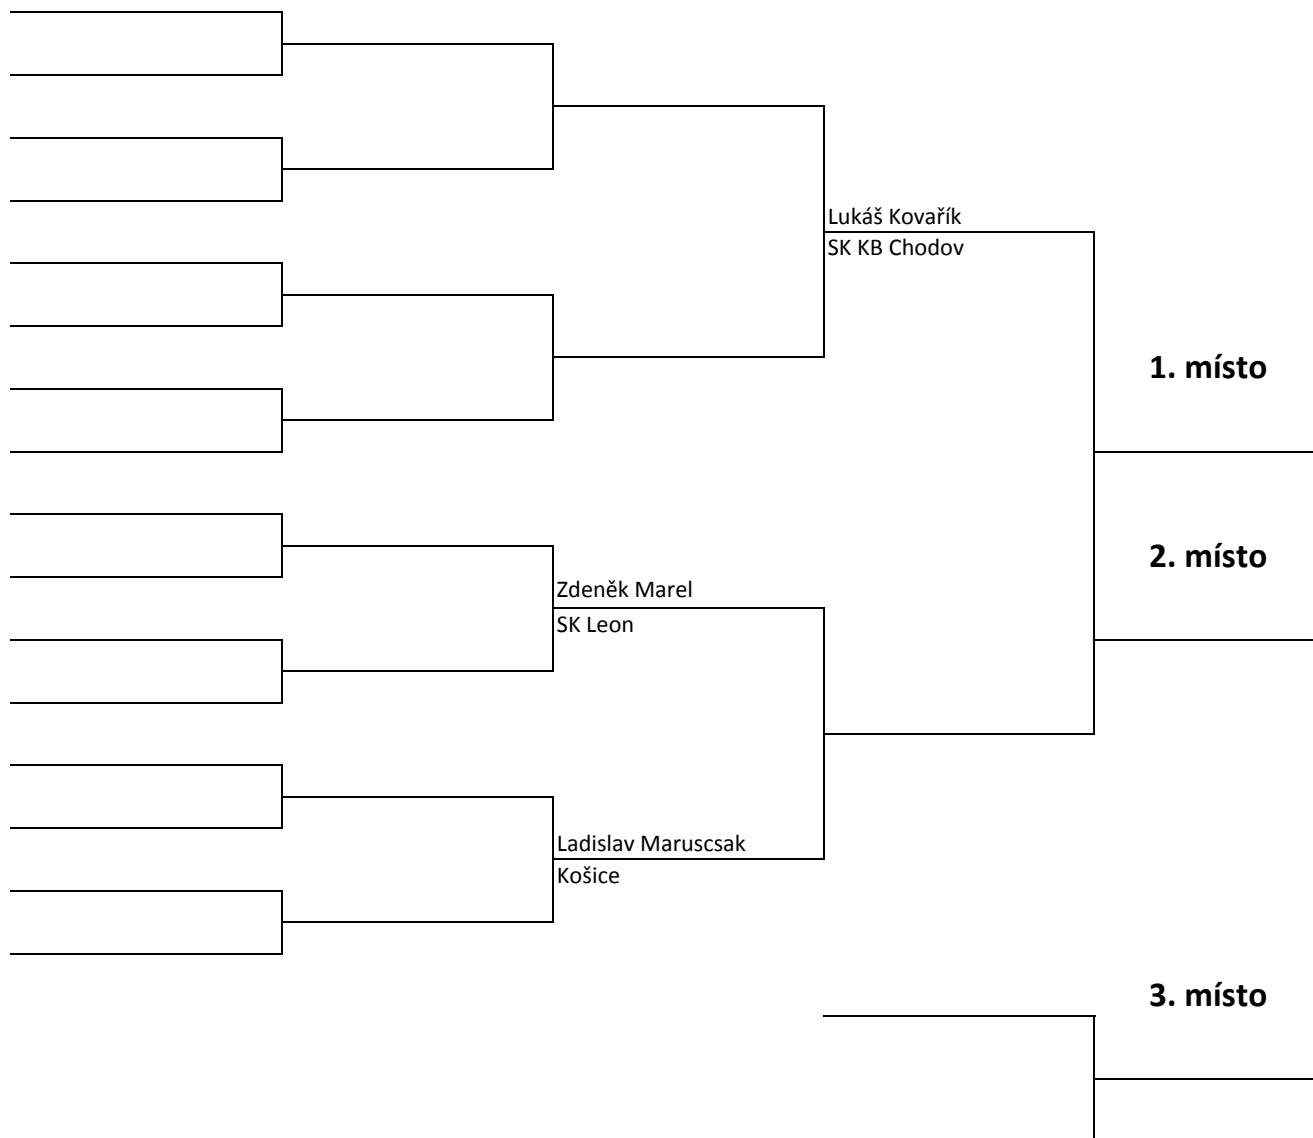 Lukáš Kovařík
SK KB Chodov
1. místo
2. místo
Zdeněk Marel
SK Leon
Ladislav Maruscsak
Košice
3. místo